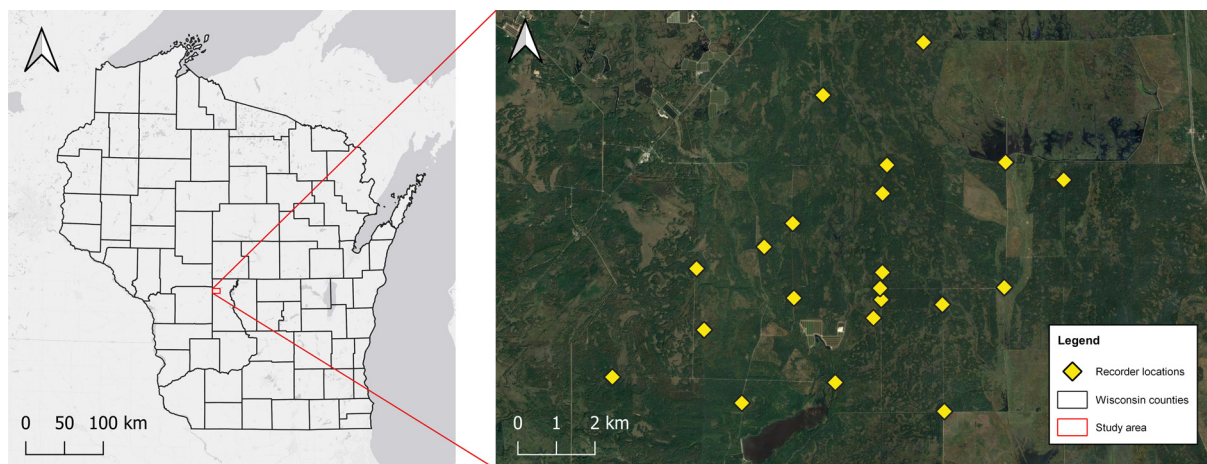 0 50 100 km
0 1 2 km
Legend
Recorder locations
Wisconsin counties
Study area